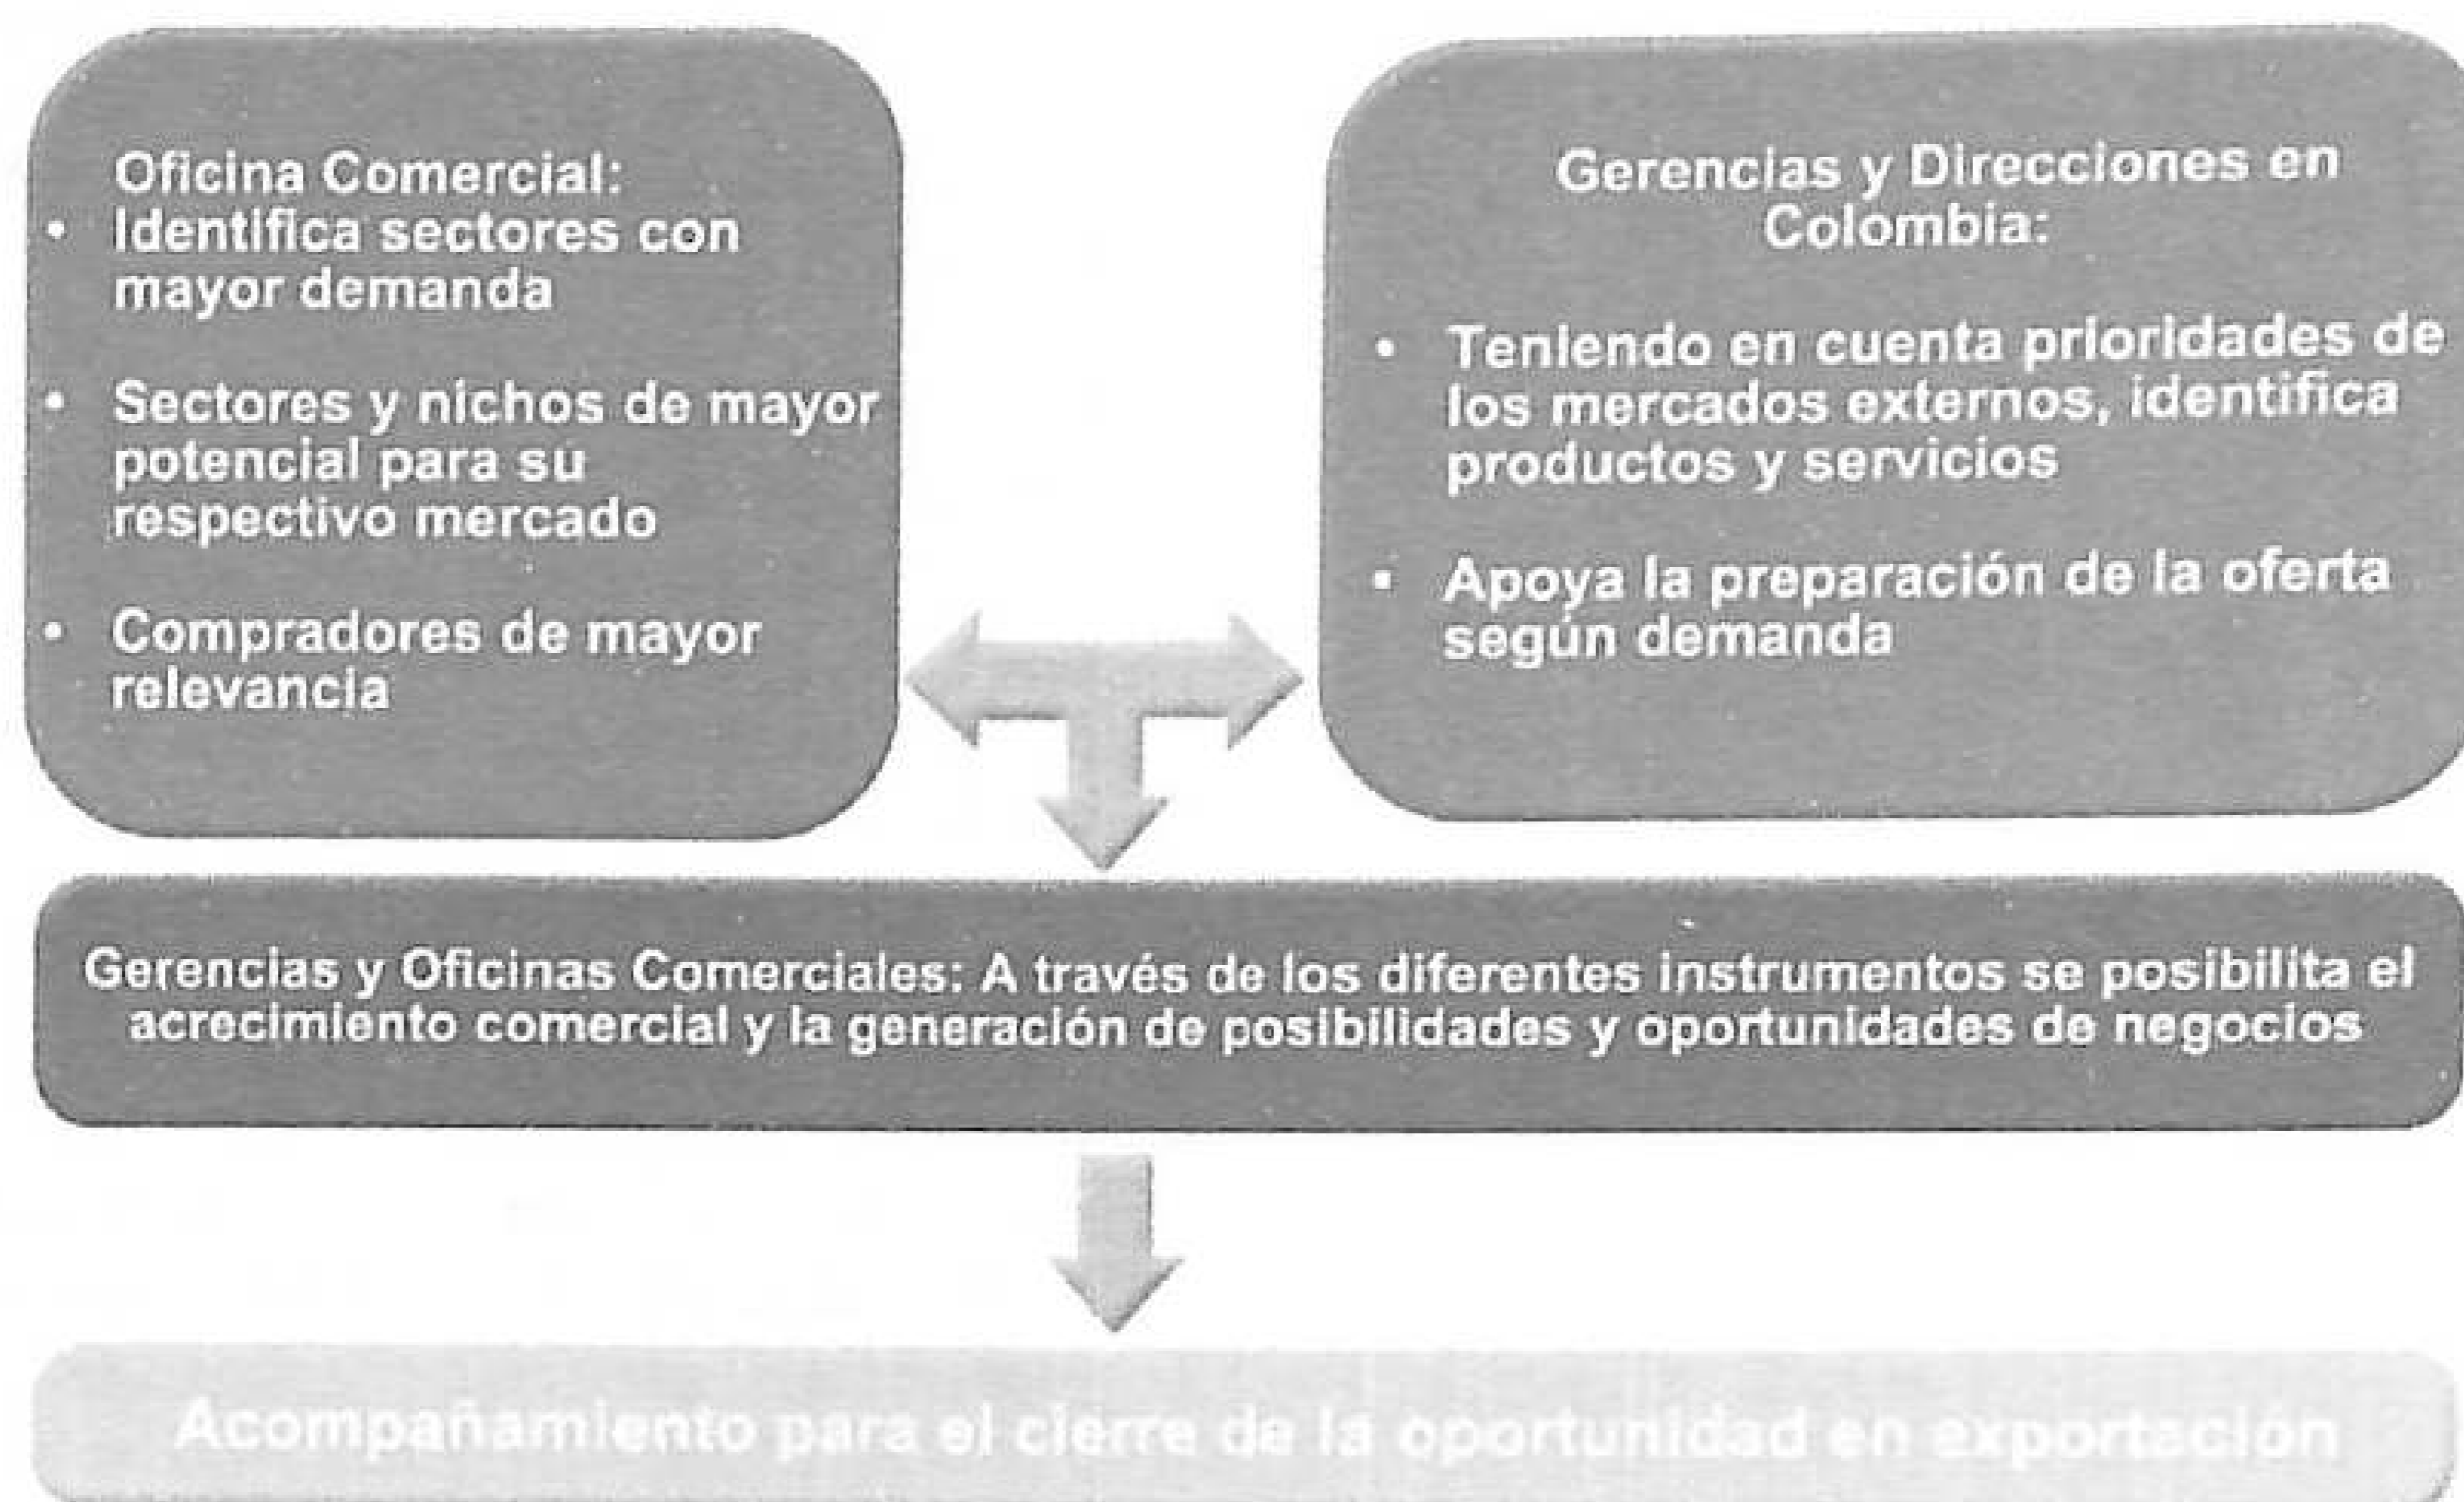 Oficina Comercial:
• Identifica sectores con
mayor demanda
• Sectores y nichos de mayor
potencial para su
respectivo mercado
• Compradores de mayor
relevancia
Gerencias y Direcciones en
Colombia:
• Teniendo en cuenta prioridades de
los mercados externos, identifica
productos y servicios
• Apoya la preparación de la oferta
según demanda
Gerencias y Oficinas Comerciales: A través de los diferentes instrumentos se posibilita el
acrecimiento comercial y la generación de posibilidades y oportunidades de negocios
Acompañamiento para el cierre de la oportunidad en exportación